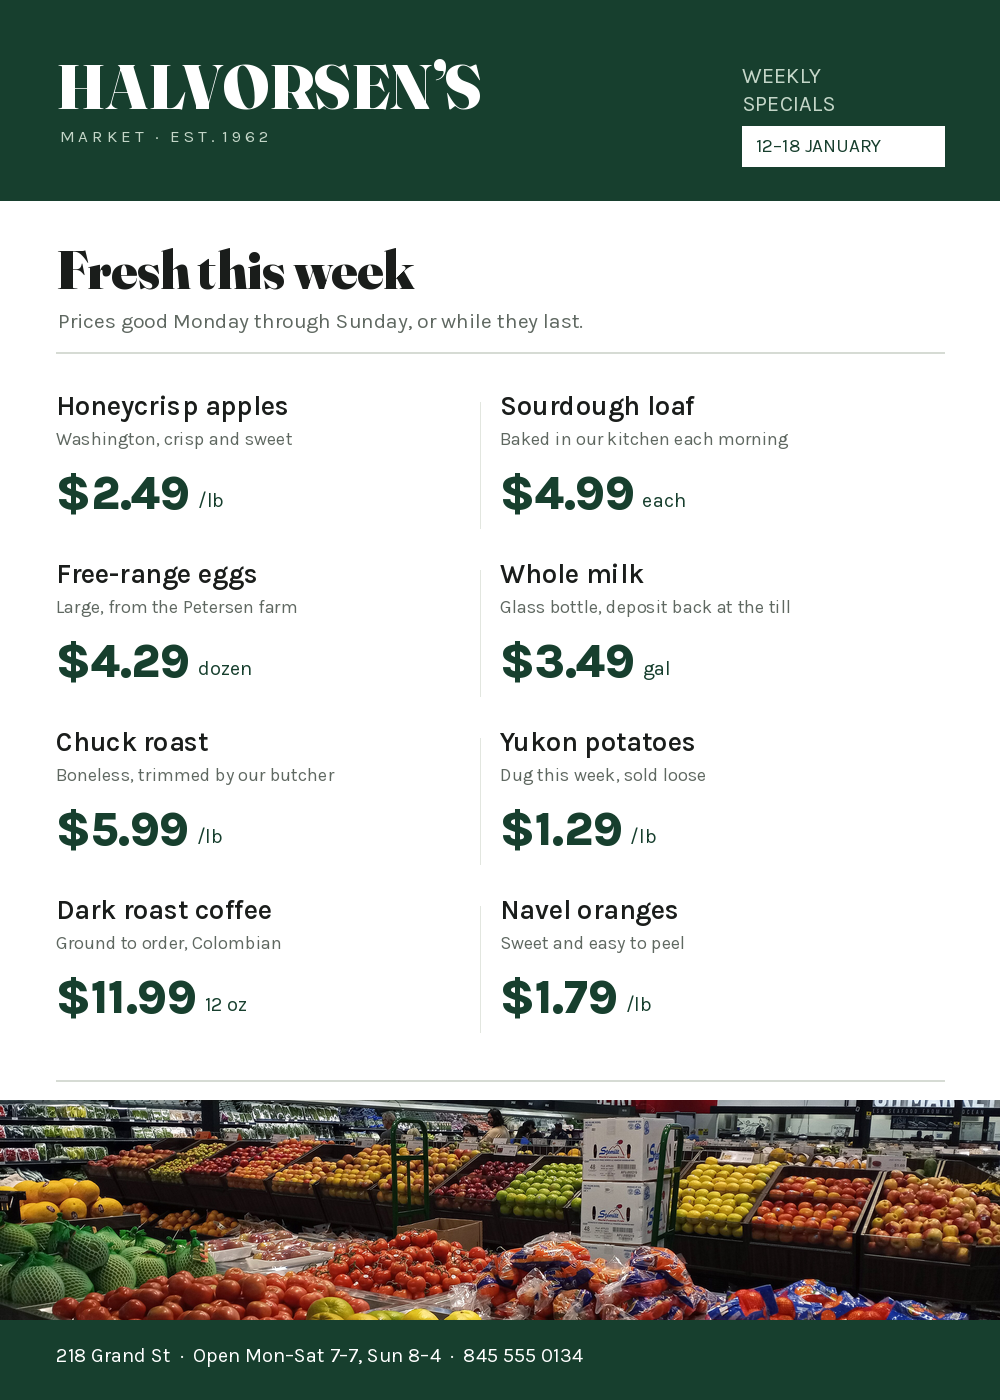 HALVORSEN’S
MARKET · EST. 1962
WEEKLY
SPECIALS
12–18 JANUARY
Fresh this week
Prices good Monday through Sunday, or while they last.
Honeycrisp apples
Washington, crisp and sweet
$2.49 /lb
Sourdough loaf
Baked in our kitchen each morning
$4.99 each
Free-range eggs
Large, from the Petersen farm
$4.29 dozen
Whole milk
Glass bottle, deposit back at the till
$3.49 gal
Chuck roast
Boneless, trimmed by our butcher
$5.99 /lb
Yukon potatoes
Dug this week, sold loose
$1.29 /lb
Dark roast coffee
Ground to order, Colombian
$11.99 12 oz
Navel oranges
Sweet and easy to peel
$1.79 /lb
218 Grand St · Open Mon–Sat 7–7, Sun 8–4 · 845 555 0134